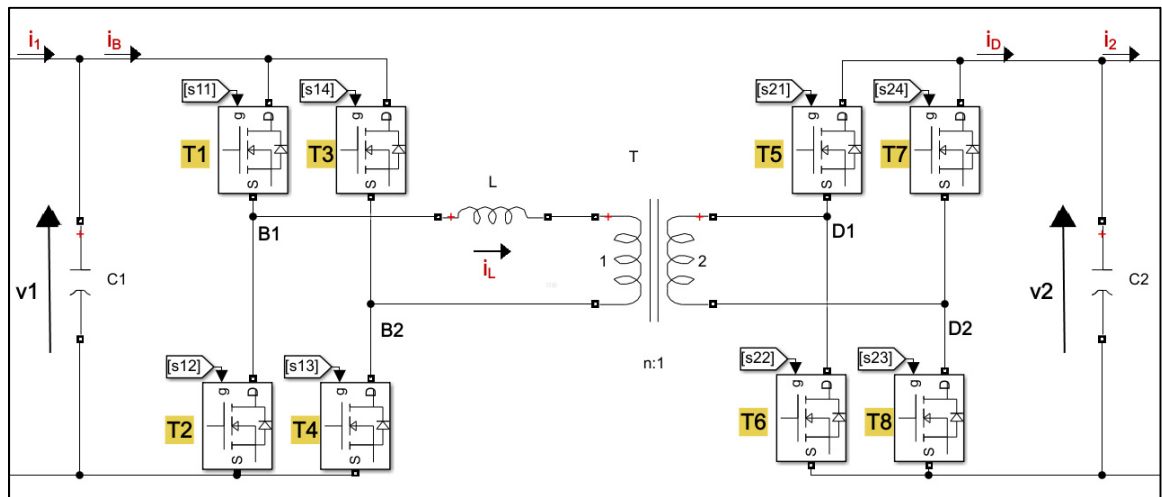 i1 iB iD i2
[s11] [s14] [s21] [s24]
g D g D g D g D
T1 T3 T5 T7
S S S S
L T
+ + +
B1 D1
+ 1 2 +
v1 C1 iL v2 C2
B2 D2
n:1
[s12] [s13] [s22] [s23]
g D g D g D g D
T2 T4 T6 T8
S S S S